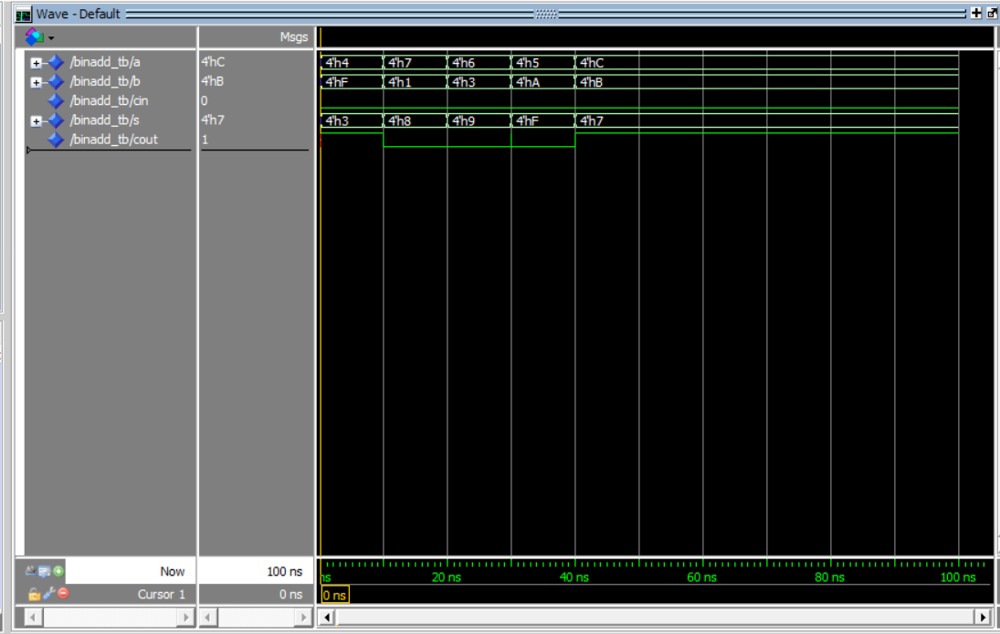 Wave - Default
Msgs
/binadd_tb/a 4'hC 4'h4 4'h7 4'h6 4'h5 4'hC
/binadd_tb/b 4'hB 4'hF 4'h1 4'h3 4'hA 4'hB
/binadd_tb/cin 0
/binadd_tb/s 4'h7 4'h3 4'h8 4'h9 4'hF 4'h7
/binadd_tb/cout 1
Now 100 ns ns 20 ns 40 ns 60 ns 80 ns 100 ns
Cursor 1 0 ns 0 ns